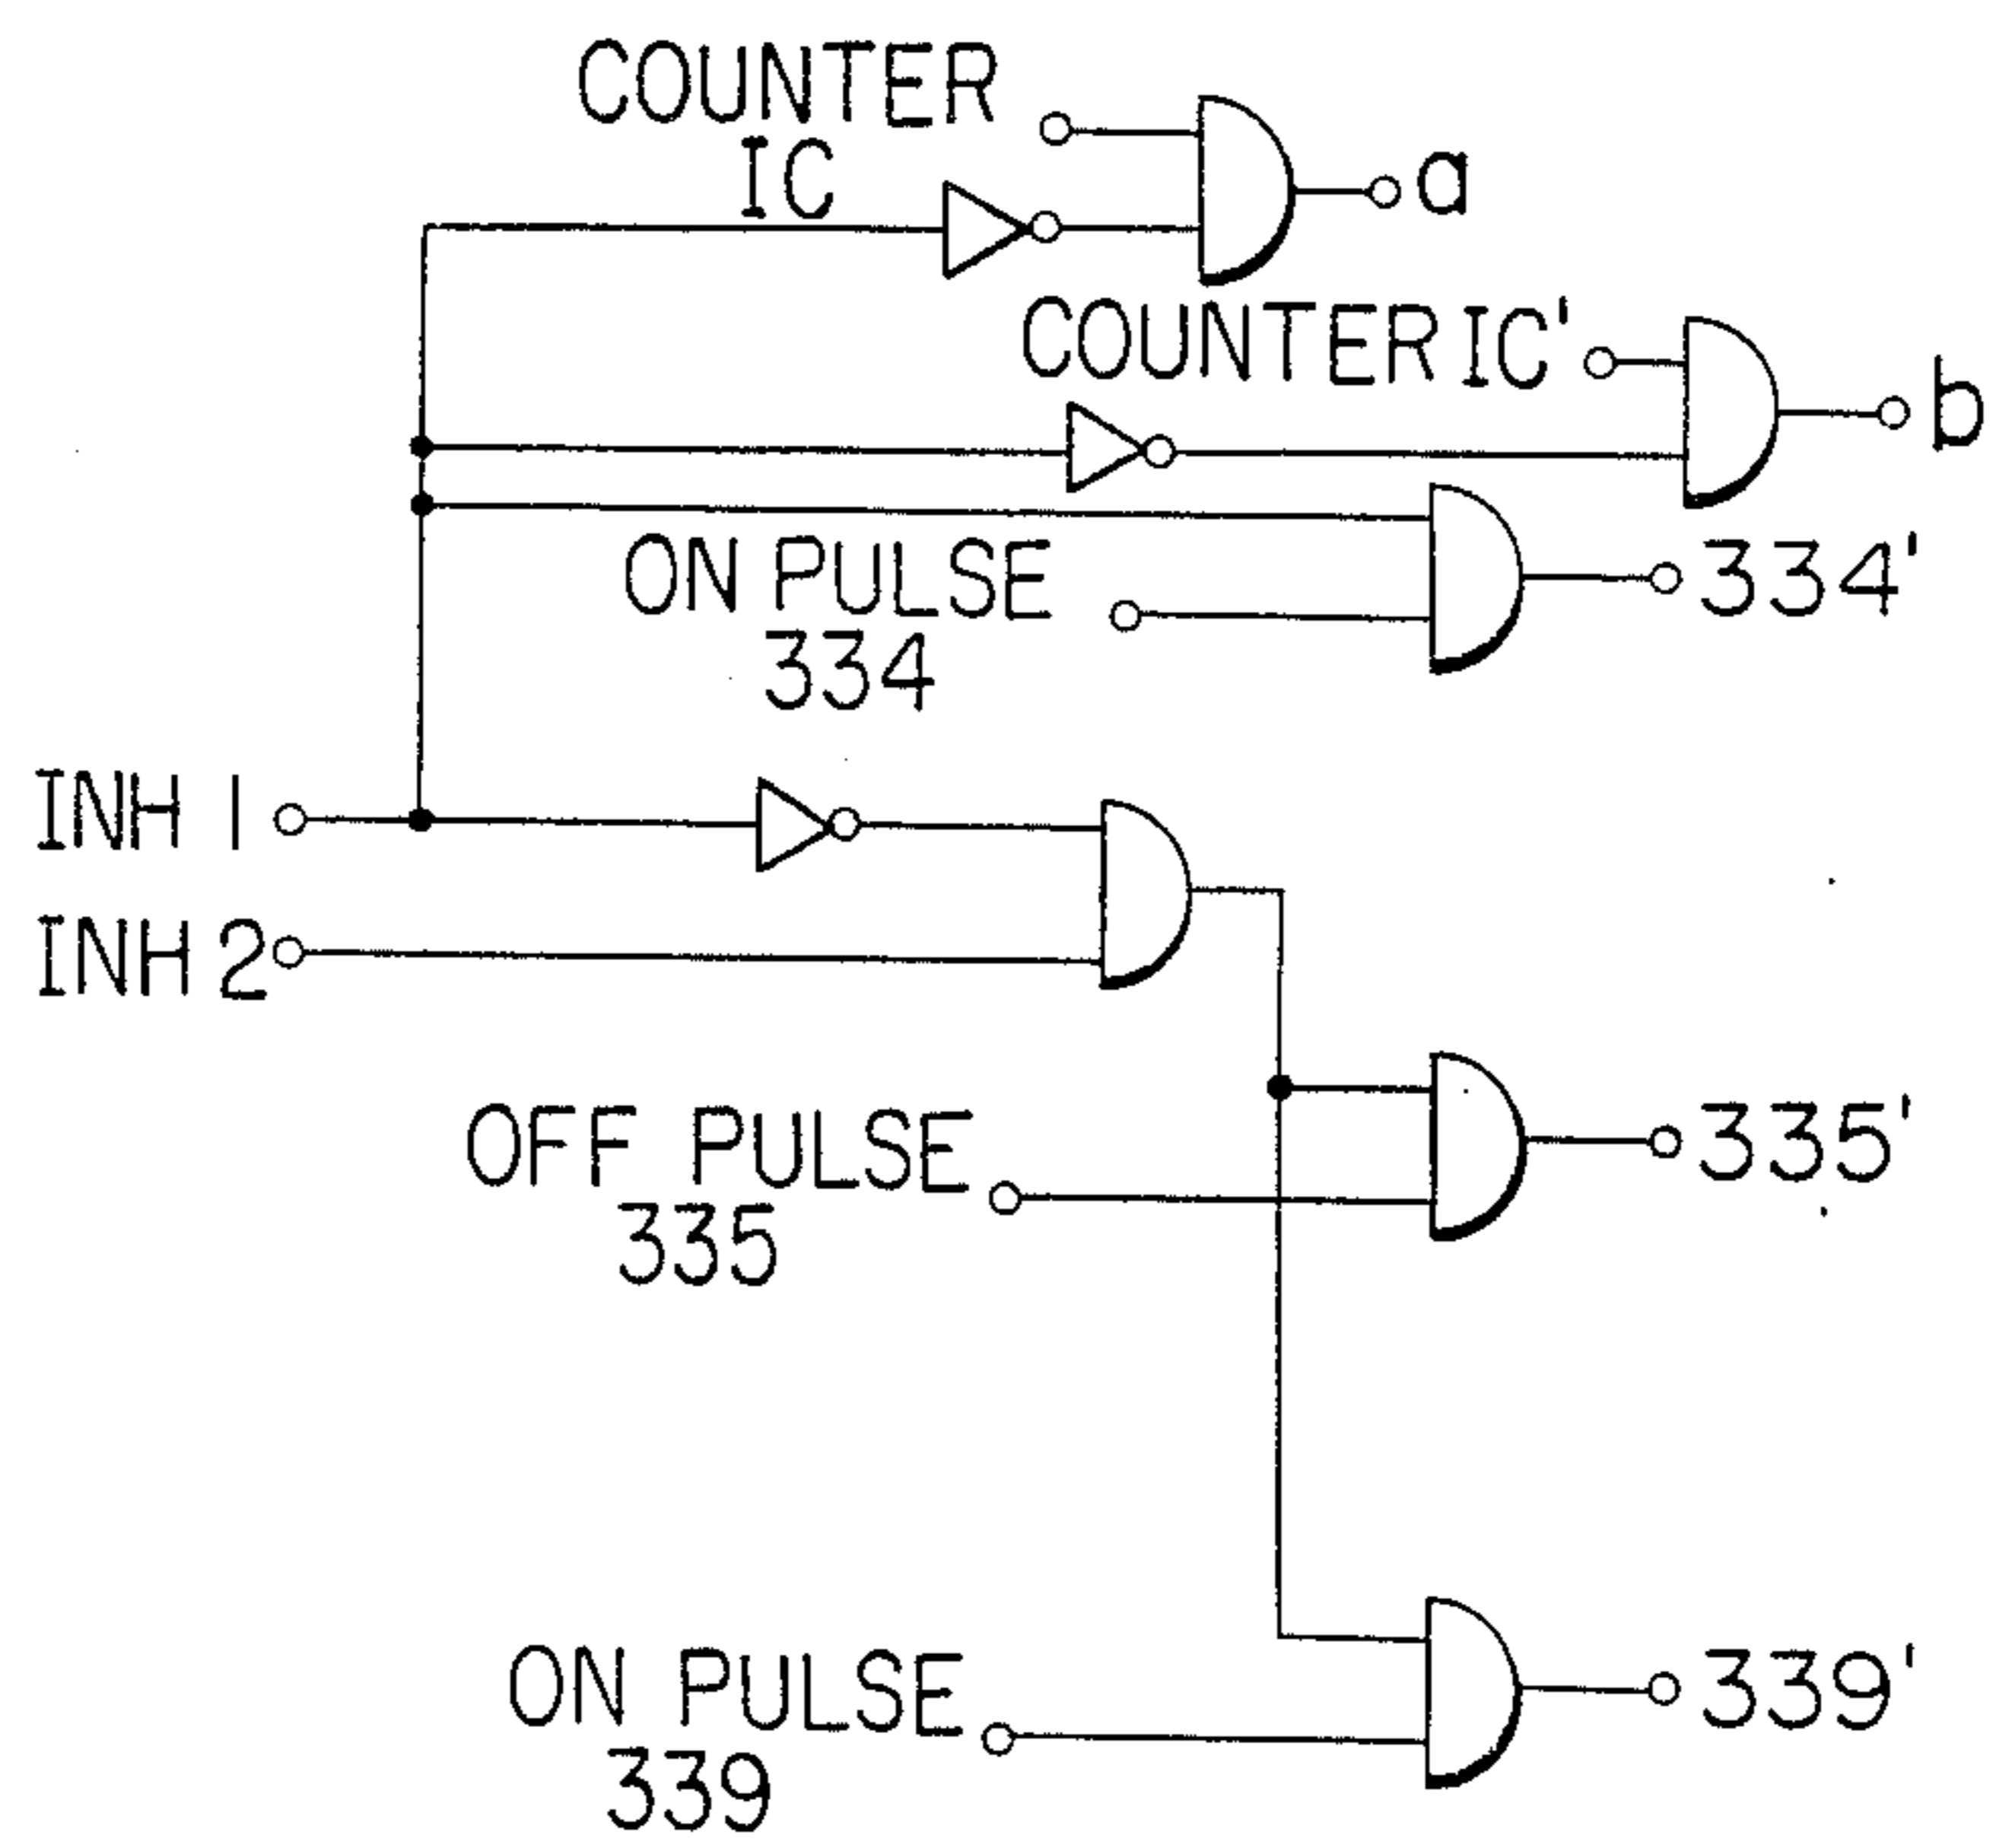 COUNTER
IC
a
COUNTER IC'
b
ON PULSE
334
334'
INH 1
INH 2
OFF PULSE
335
335'
ON PULSE
339
339'